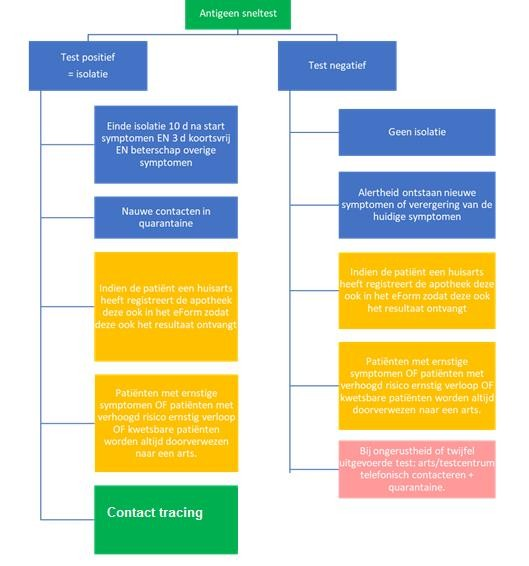 Antigeen sneltest
Test positief
= isolatie
Einde isolatie 10 d na start
symptomen EN 3 d koortsvrij
EN beterschap overige
symptomen
Nauwe contacten in
quarantaine
Indien de patiënt een huisarts
heeft registreert de apotheek
deze ook in het eForm zodat
deze ook het resultaat ontvangt
Patiënten met ernstige
symptomen OF patiënten met
verhoogd risico ernstig verloop
OF kwetsbare patiënten
worden altijd doorverwezen
naar een arts.
Contact tracing
Test negatief
Geen isolatie
Alertheid ontstaan nieuwe
symptomen of verergering van de
huidige symptomen
Indien de patiënt een huisarts
heeft registreert de apotheek deze
ook in het eForm zodat deze ook
het resultaat ontvangt
Patiënten met ernstige
symptomen OF patiënten met
verhoogd risico ernstig verloop OF
kwetsbare patiënten worden altijd
doorverwezen naar een arts.
Bij ongerustheid of twijfel
uitgevoerde test: arts/testcentrum
telefonisch contacteren +
quarantaine.